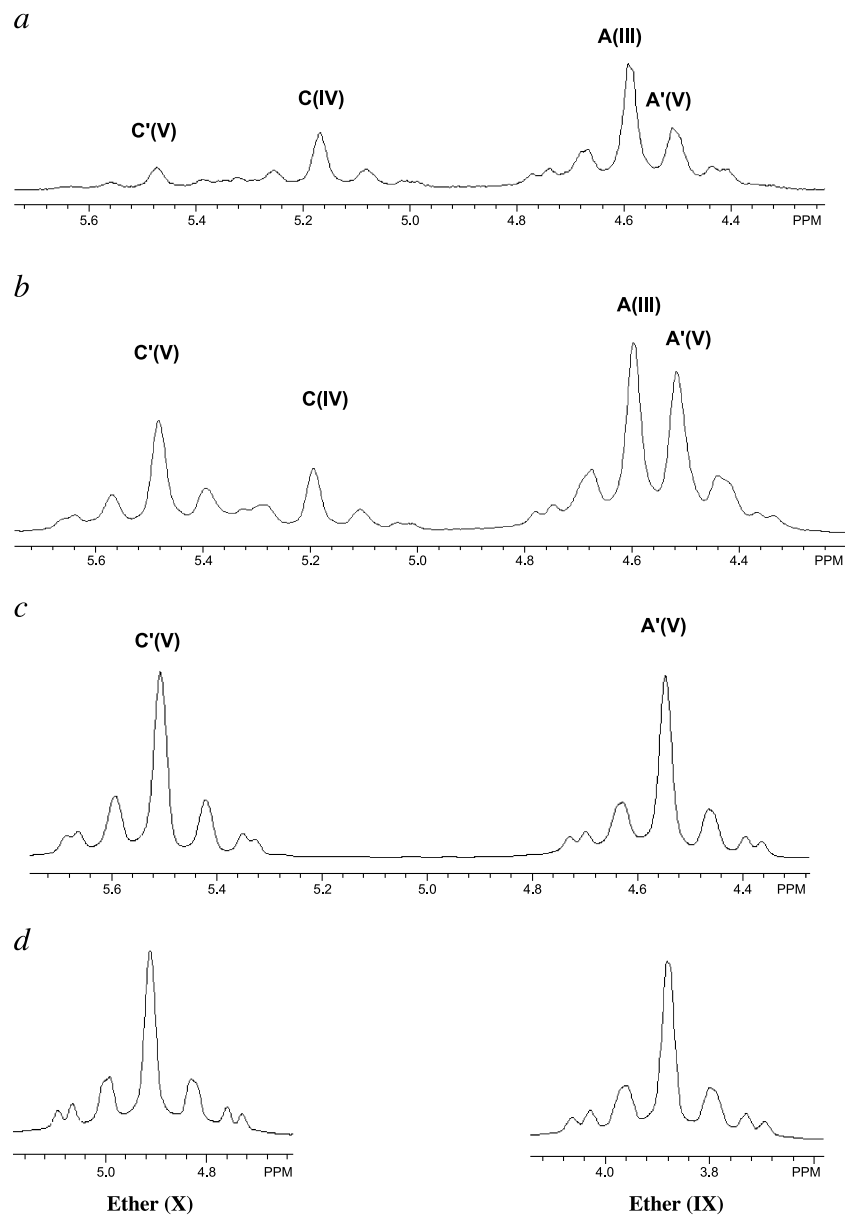 a
A(III)
C(IV)
A'(V)
C'(V)
5.6 5.4 5.2 5.0 4.8 4.6 4.4 PPM
b
A(III)
C'(V)
A'(V)
C(IV)
5.6 5.4 5.2 5.0 4.8 4.6 4.4 PPM
c
C'(V) A'(V)
5.6 5.4 5.2 5.0 4.8 4.6 4.4 PPM
d
5.0 4.8 PPM 4.0 3.8 PPM
Ether (X) Ether (IX)